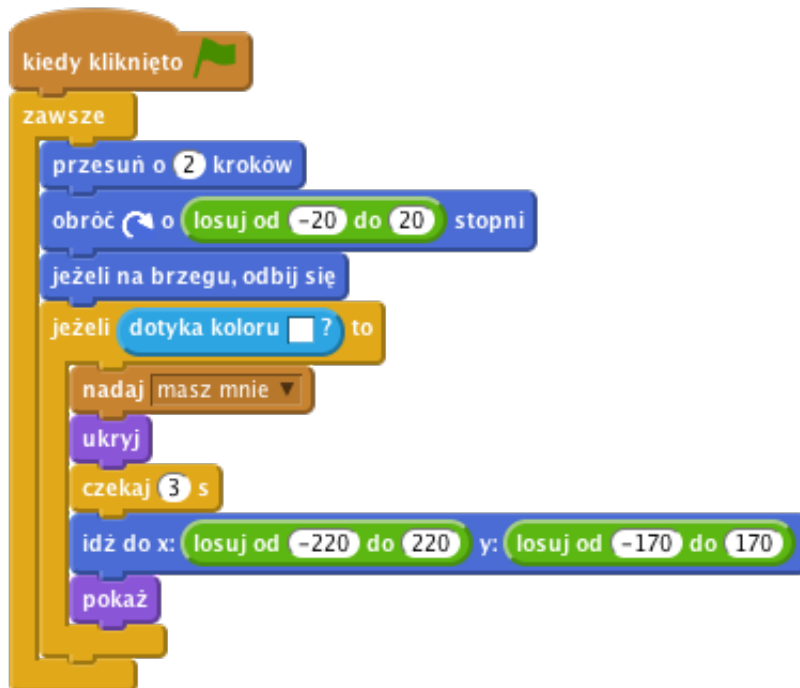 kiedy kliknięto
zawsze
przesuń o 2 kroków
obróć o losuj od -20 do 20 stopni
jeżeli na brzegu, odbij się
jeżeli dotyka koloru ? to
nadaj masz mnie
ukryj
czekaj 3 s
idź do x: losuj od -220 do 220 y: losuj od -170 do 170
pokaż